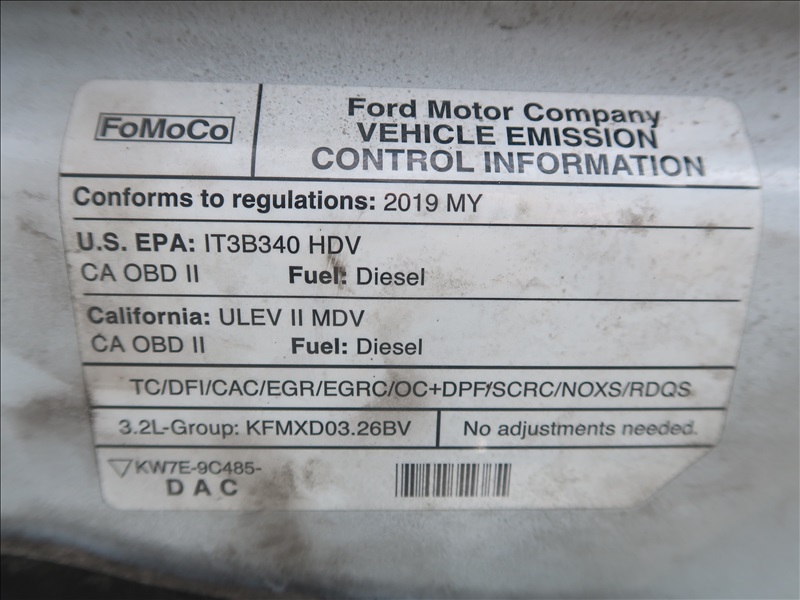 FoMoCo
Ford Motor Company
VEHICLE EMISSION
CONTROL INFORMATION
Conforms to regulations: 2019 MY
U.S. EPA: IT3B340 HDV
CA OBD II Fuel: Diesel
California: ULEV II MDV
CA OBD II Fuel: Diesel
TC/DFI/CAC/EGR/EGRC/OC+DPF/SCRC/NOXS/RDQS
3.2L-Group: KFMXD03.26BV No adjustments needed.
KW7E-9C485-
DAC